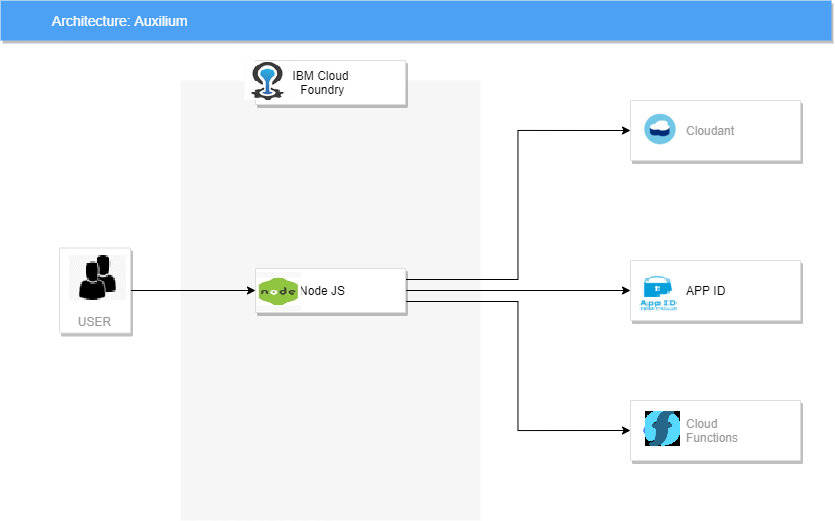 Architecture: Auxilium
IBM Cloud
Foundry
Cloudant
USER
node
Node JS
App ID
APP ID
Cloud
Functions